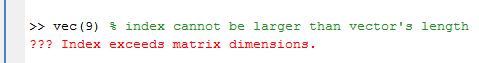 >> vec(9) % index cannot be larger than vector's length
??? Index exceeds matrix dimensions.